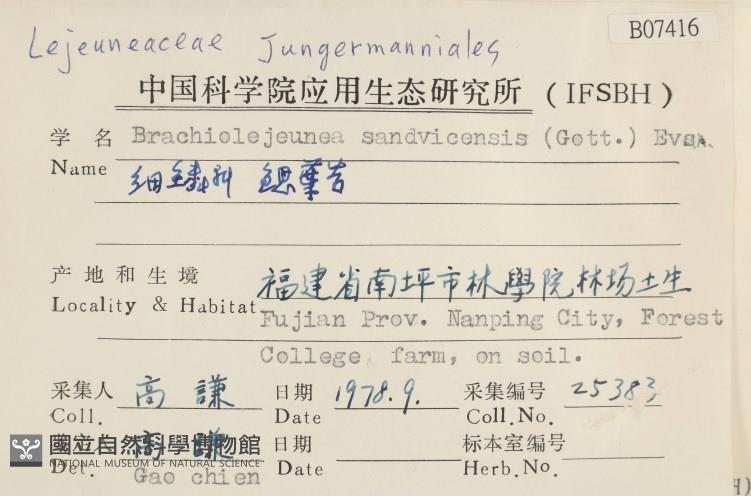 B07416
Lejeuneaceae Jungermanniales
中国科学院应用生态研究所 (IFSBH)
学 名 Brachiolejeunea sandvicensis (Gott.) Evs.
Name 细鳞科 鰓葉苔
产地和生境 福建省南坪市林學院林场土生
Locality & Habitat Fujian Prov. Nanping City, Forest
College farm, on soil.
采集人 高謙 日期 1978.9. 采集编号 25383
Coll. Date Coll.No.
高謙 日期 标本室编号
Det. Gao chien Date Herb.No.
國立自然科學博物館
NATIONAL MUSEUM OF NATURAL SCIENCE